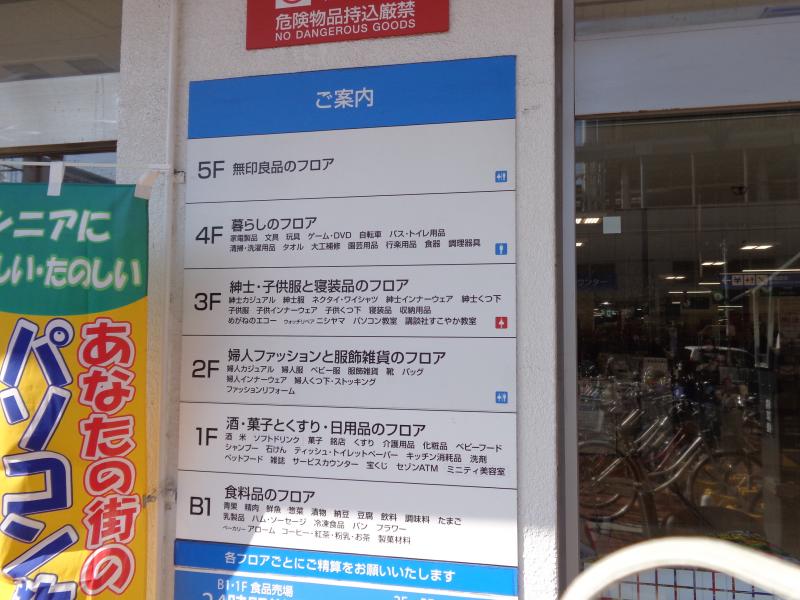 危険物品持込厳禁
NO DANGEROUS GOODS
ご案内
5F 無印良品のフロア
4F 暮らしのフロア
家電製品 文具 玩具 ゲーム・DVD 自転車 バス・トイレ用品
清掃・洗濯用品 タオル 大工補修 園芸用品 行楽用品 食器 調理器具
3F 紳士・子供服と寝装品のフロア
紳士カジュアル 紳士服 ネクタイ・ワイシャツ 紳士インナーウェア 紳士くつ下
子供服 子供インナーウェア 子供くつ下 寝装品 収納用品
めがねのエコー ウォッチリペア ニシヤマ パソコン教室 講談社すこやか教室
2F 婦人ファッションと服飾雑貨のフロア
婦人カジュアル 婦人服 ベビー服 服飾雑貨 靴 バッグ
婦人インナーウェア 婦人くつ下・ストッキング
ファッションリフォーム
1F 酒・菓子とくすり・日用品のフロア
酒 米 ソフトドリンク 菓子 銘店 くすり 介護用品 化粧品 ベビーフード
シャンプー 石けん ティッシュ・トイレットペーパー キッチン消耗品 洗剤
ペットフード 雑誌 サービスカウンター 宝くじ セゾンATM ミニティ美容室
B1 食料品のフロア
青果 精肉 鮮魚 惣菜 漬物 納豆 豆腐 飲料 調味料 たまご
乳製品 ハム・ソーセージ 冷凍食品 パン フラワー
ベーカリー アローム コーヒー・紅茶・粉乳・お茶 製菓材料
各フロアごとにご精算をお願いいたします
B1・1F 食品売場
ニアに
しい・たのしい
あなたの街の
パソコン